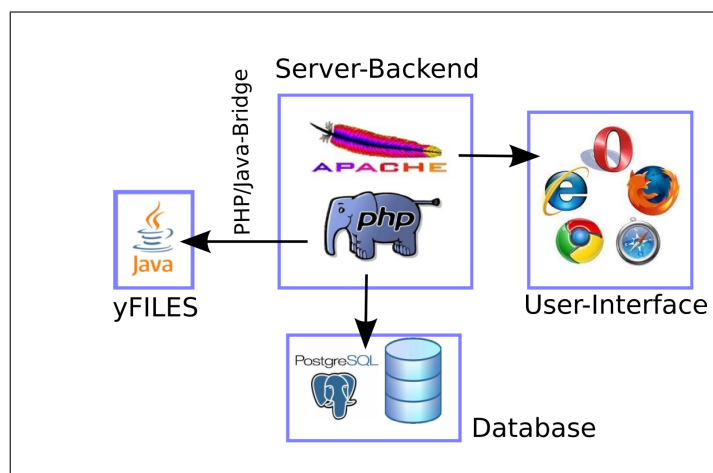 Server-Backend
PHP/Java-Bridge
APACHE
php
Java
yFILES
User-Interface
PostgreSQL
Database